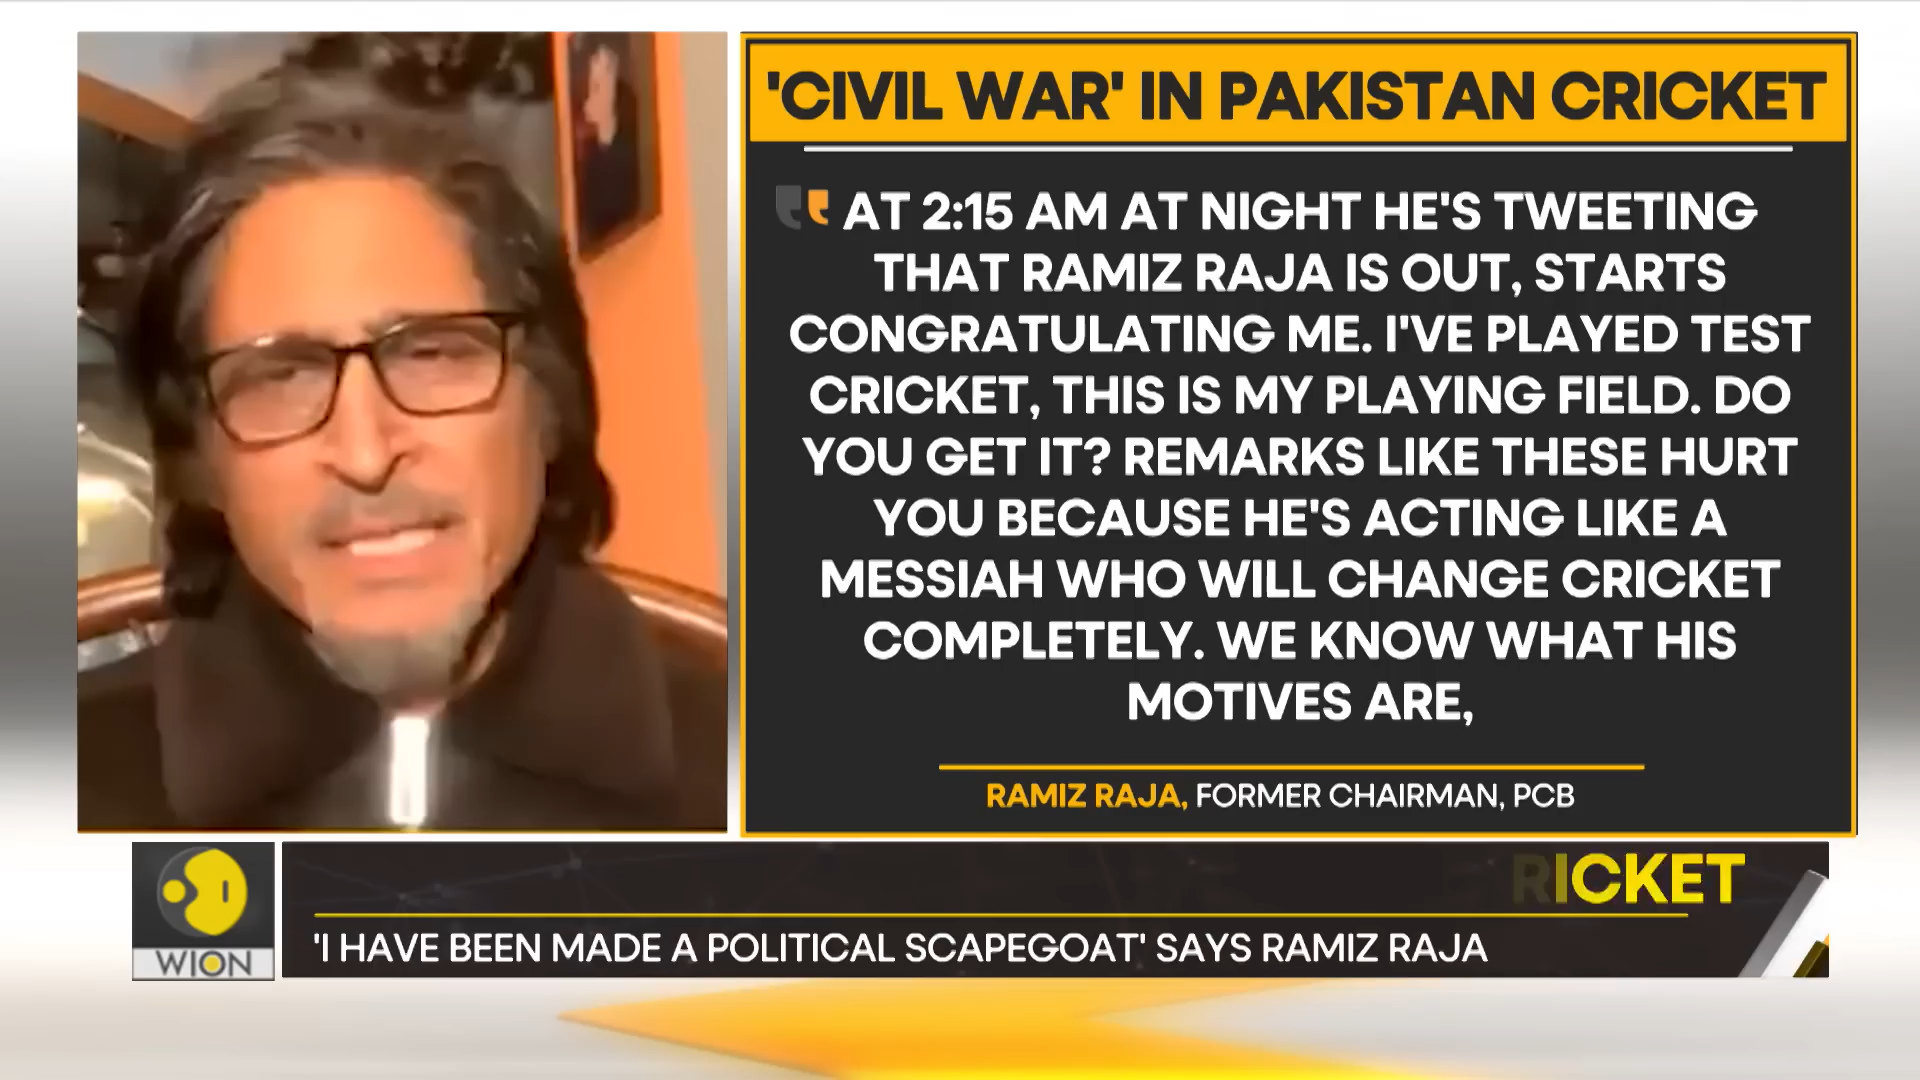 'CIVIL WAR' IN PAKISTAN CRICKET
AT 2:15 AM AT NIGHT HE'S TWEETING
THAT RAMIZ RAJA IS OUT, STARTS
CONGRATULATING ME. I'VE PLAYED TEST
CRICKET, THIS IS MY PLAYING FIELD. DO
YOU GET IT? REMARKS LIKE THESE HURT
YOU BECAUSE HE'S ACTING LIKE A
MESSIAH WHO WILL CHANGE CRICKET
COMPLETELY. WE KNOW WHAT HIS
MOTIVES ARE,
RAMIZ RAJA, FORMER CHAIRMAN, PCB
RICKET
'I HAVE BEEN MADE A POLITICAL SCAPEGOAT' SAYS RAMIZ RAJA
WION